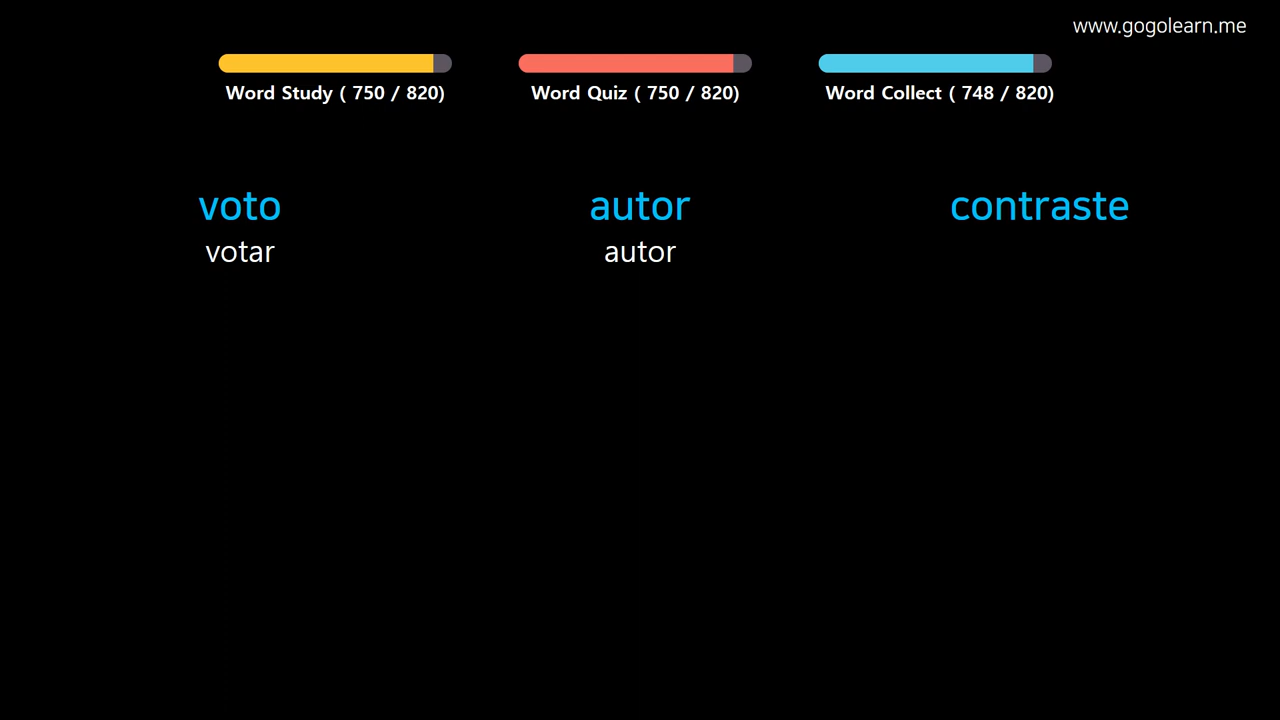 www.gogolearn.me
Word Study ( 750 / 820)
Word Quiz ( 750 / 820)
Word Collect ( 748 / 820)
voto
autor
contraste
votar
autor